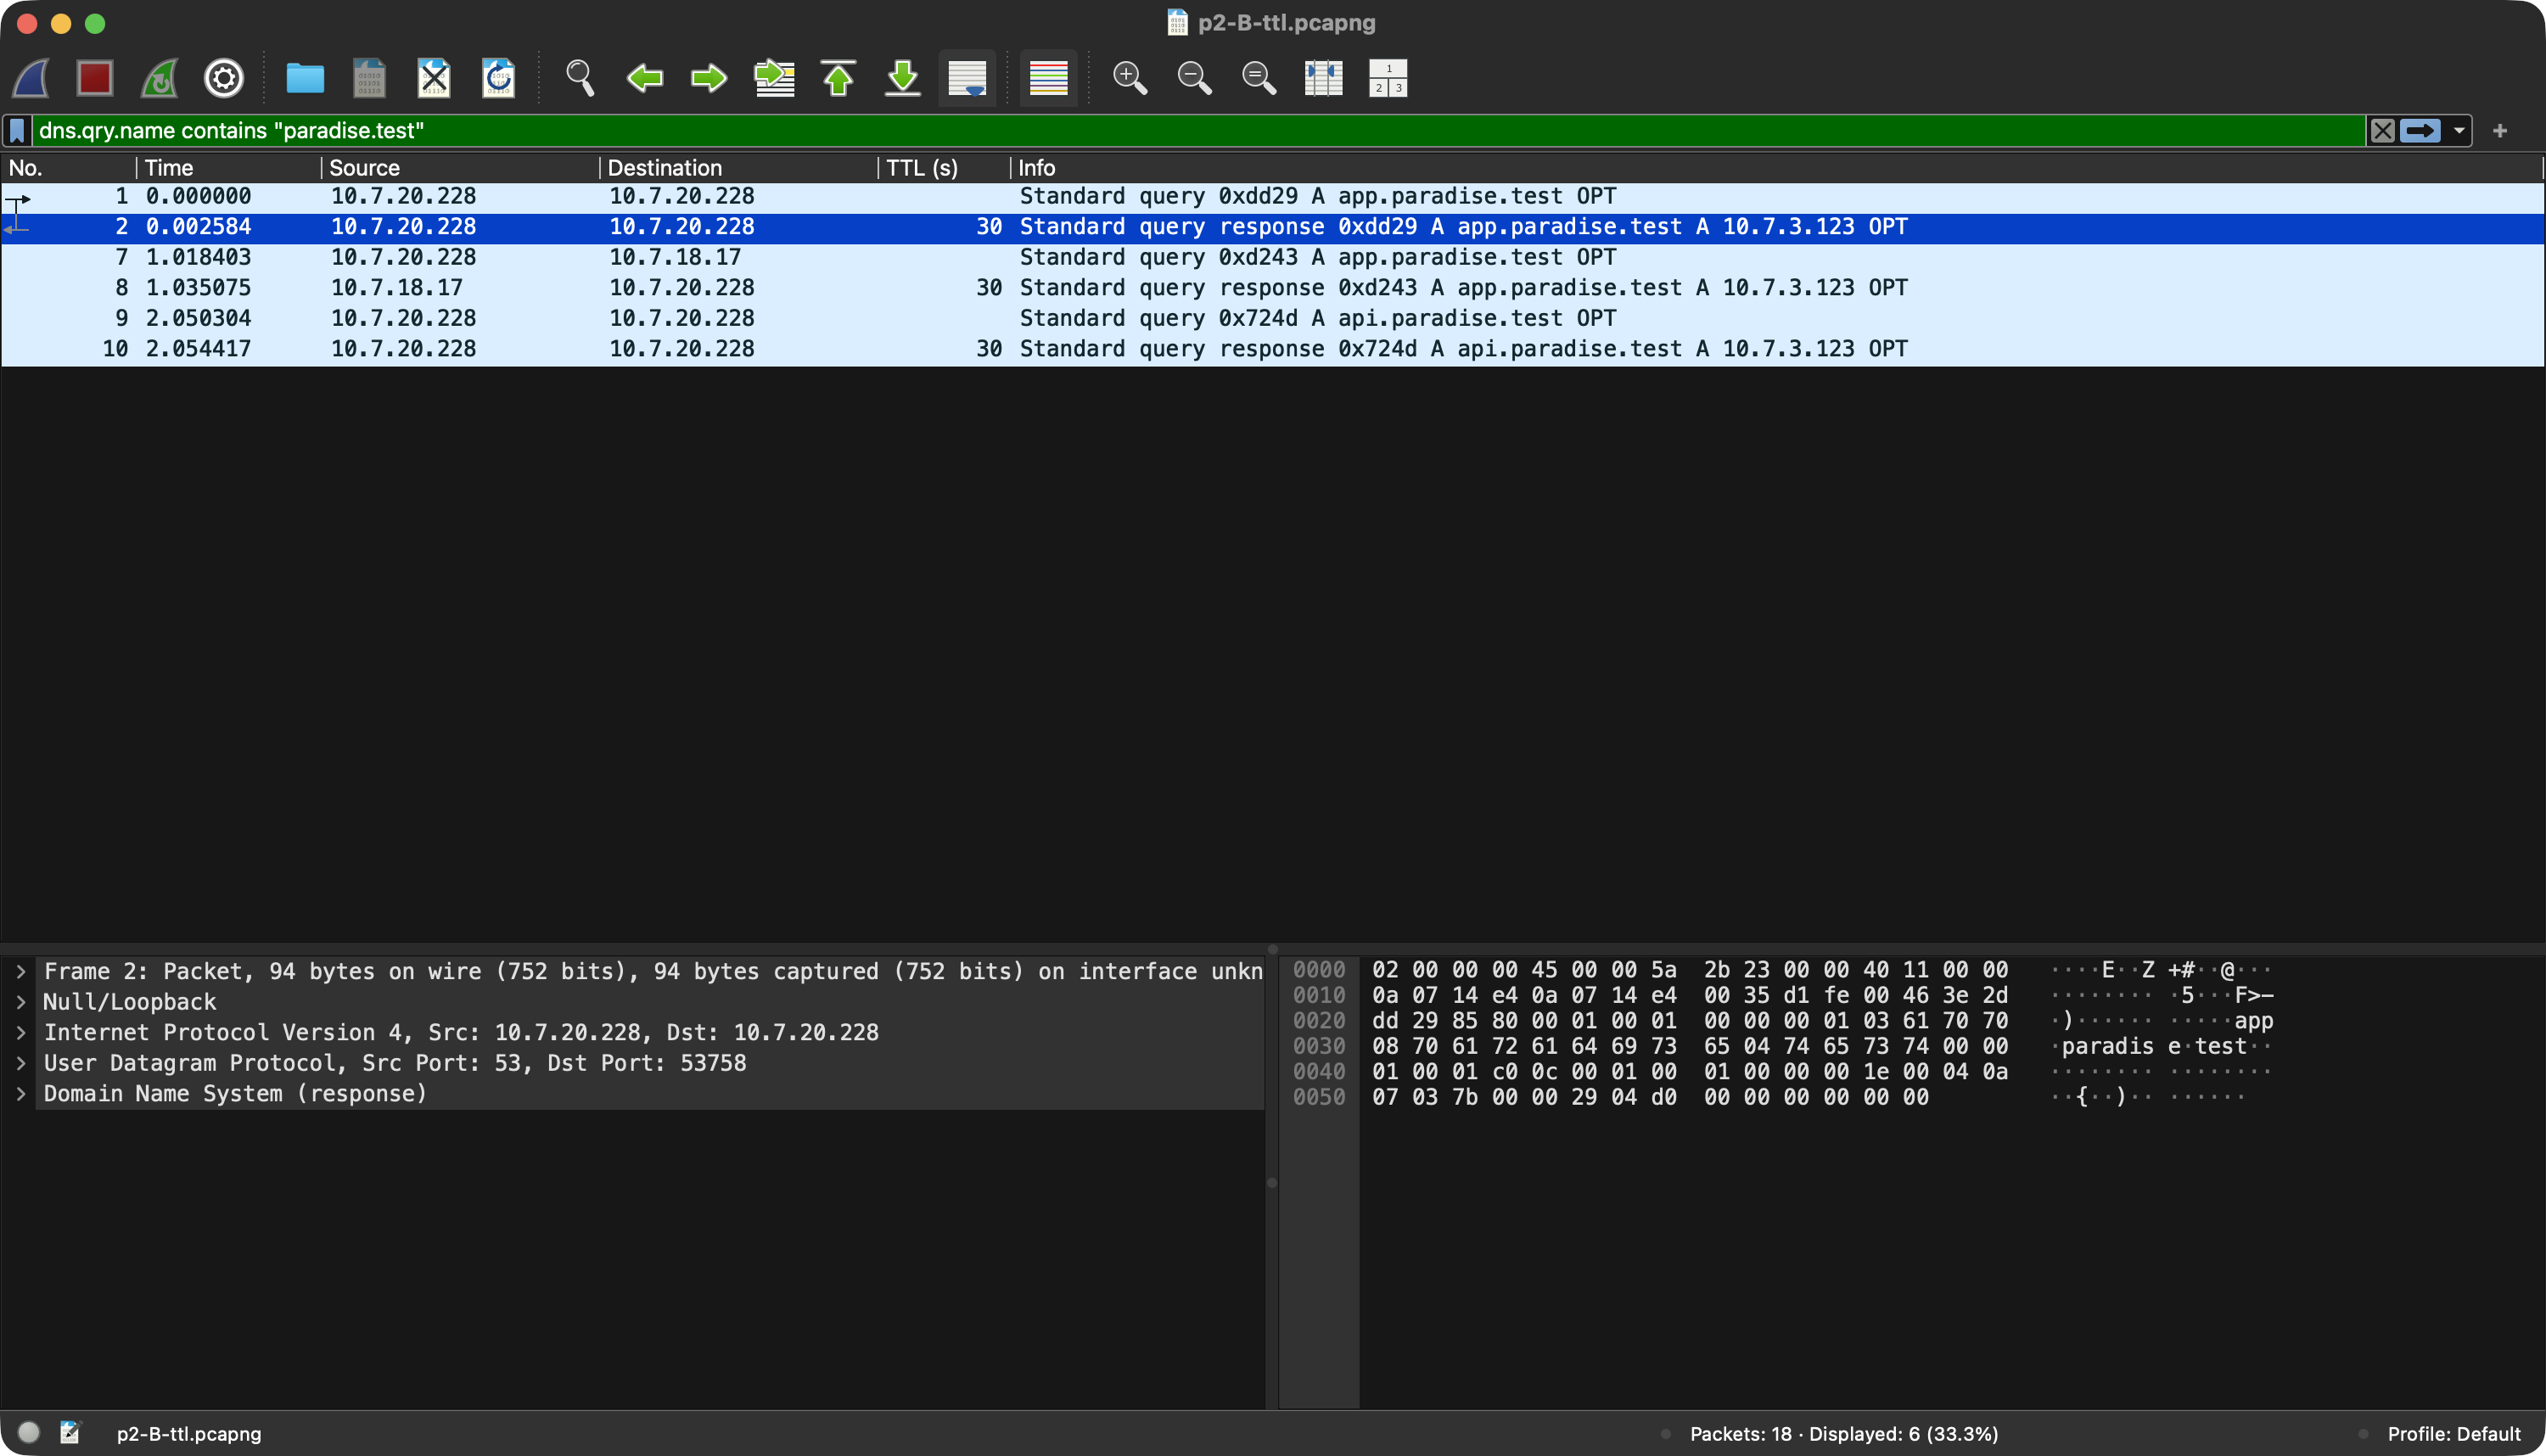 p2-B-ttl.pcapng
dns.qry.name contains "paradise.test"
No. Time Source Destination TTL (s) Info
1 0.000000 10.7.20.228 10.7.20.228 Standard query 0xdd29 A app.paradise.test OPT
2 0.002584 10.7.20.228 10.7.20.228 30 Standard query response 0xdd29 A app.paradise.test A 10.7.3.123 OPT
7 1.018403 10.7.20.228 10.7.18.17 Standard query 0xd243 A app.paradise.test OPT
8 1.035075 10.7.18.17 10.7.20.228 30 Standard query response 0xd243 A app.paradise.test A 10.7.3.123 OPT
9 2.050304 10.7.20.228 10.7.20.228 Standard query 0x724d A api.paradise.test OPT
10 2.054417 10.7.20.228 10.7.20.228 30 Standard query response 0x724d A api.paradise.test A 10.7.3.123 OPT
Frame 2: Packet, 94 bytes on wire (752 bits), 94 bytes captured (752 bits) on interface unkn
Null/Loopback
Internet Protocol Version 4, Src: 10.7.20.228, Dst: 10.7.20.228
User Datagram Protocol, Src Port: 53, Dst Port: 53758
Domain Name System (response)
0000 02 00 00 00 45 00 00 5a 2b 23 00 00 40 11 00 00 ····E··Z +#··@···
0010 0a 07 14 e4 0a 07 14 e4 00 35 d1 fe 00 46 3e 2d ········ ·5···F>-
0020 dd 29 85 80 00 01 00 01 00 00 00 01 03 61 70 70 ·)······ ·····app
0030 08 70 61 72 61 64 69 73 65 04 74 65 73 74 00 00 ·paradis e·test··
0040 01 00 01 c0 0c 00 01 00 01 00 00 00 1e 00 04 0a ········ ········
0050 07 03 7b 00 00 29 04 d0 00 00 00 00 00 00 ··{··)·· ······
p2-B-ttl.pcapng
Packets: 18 · Displayed: 6 (33.3%)
Profile: Default